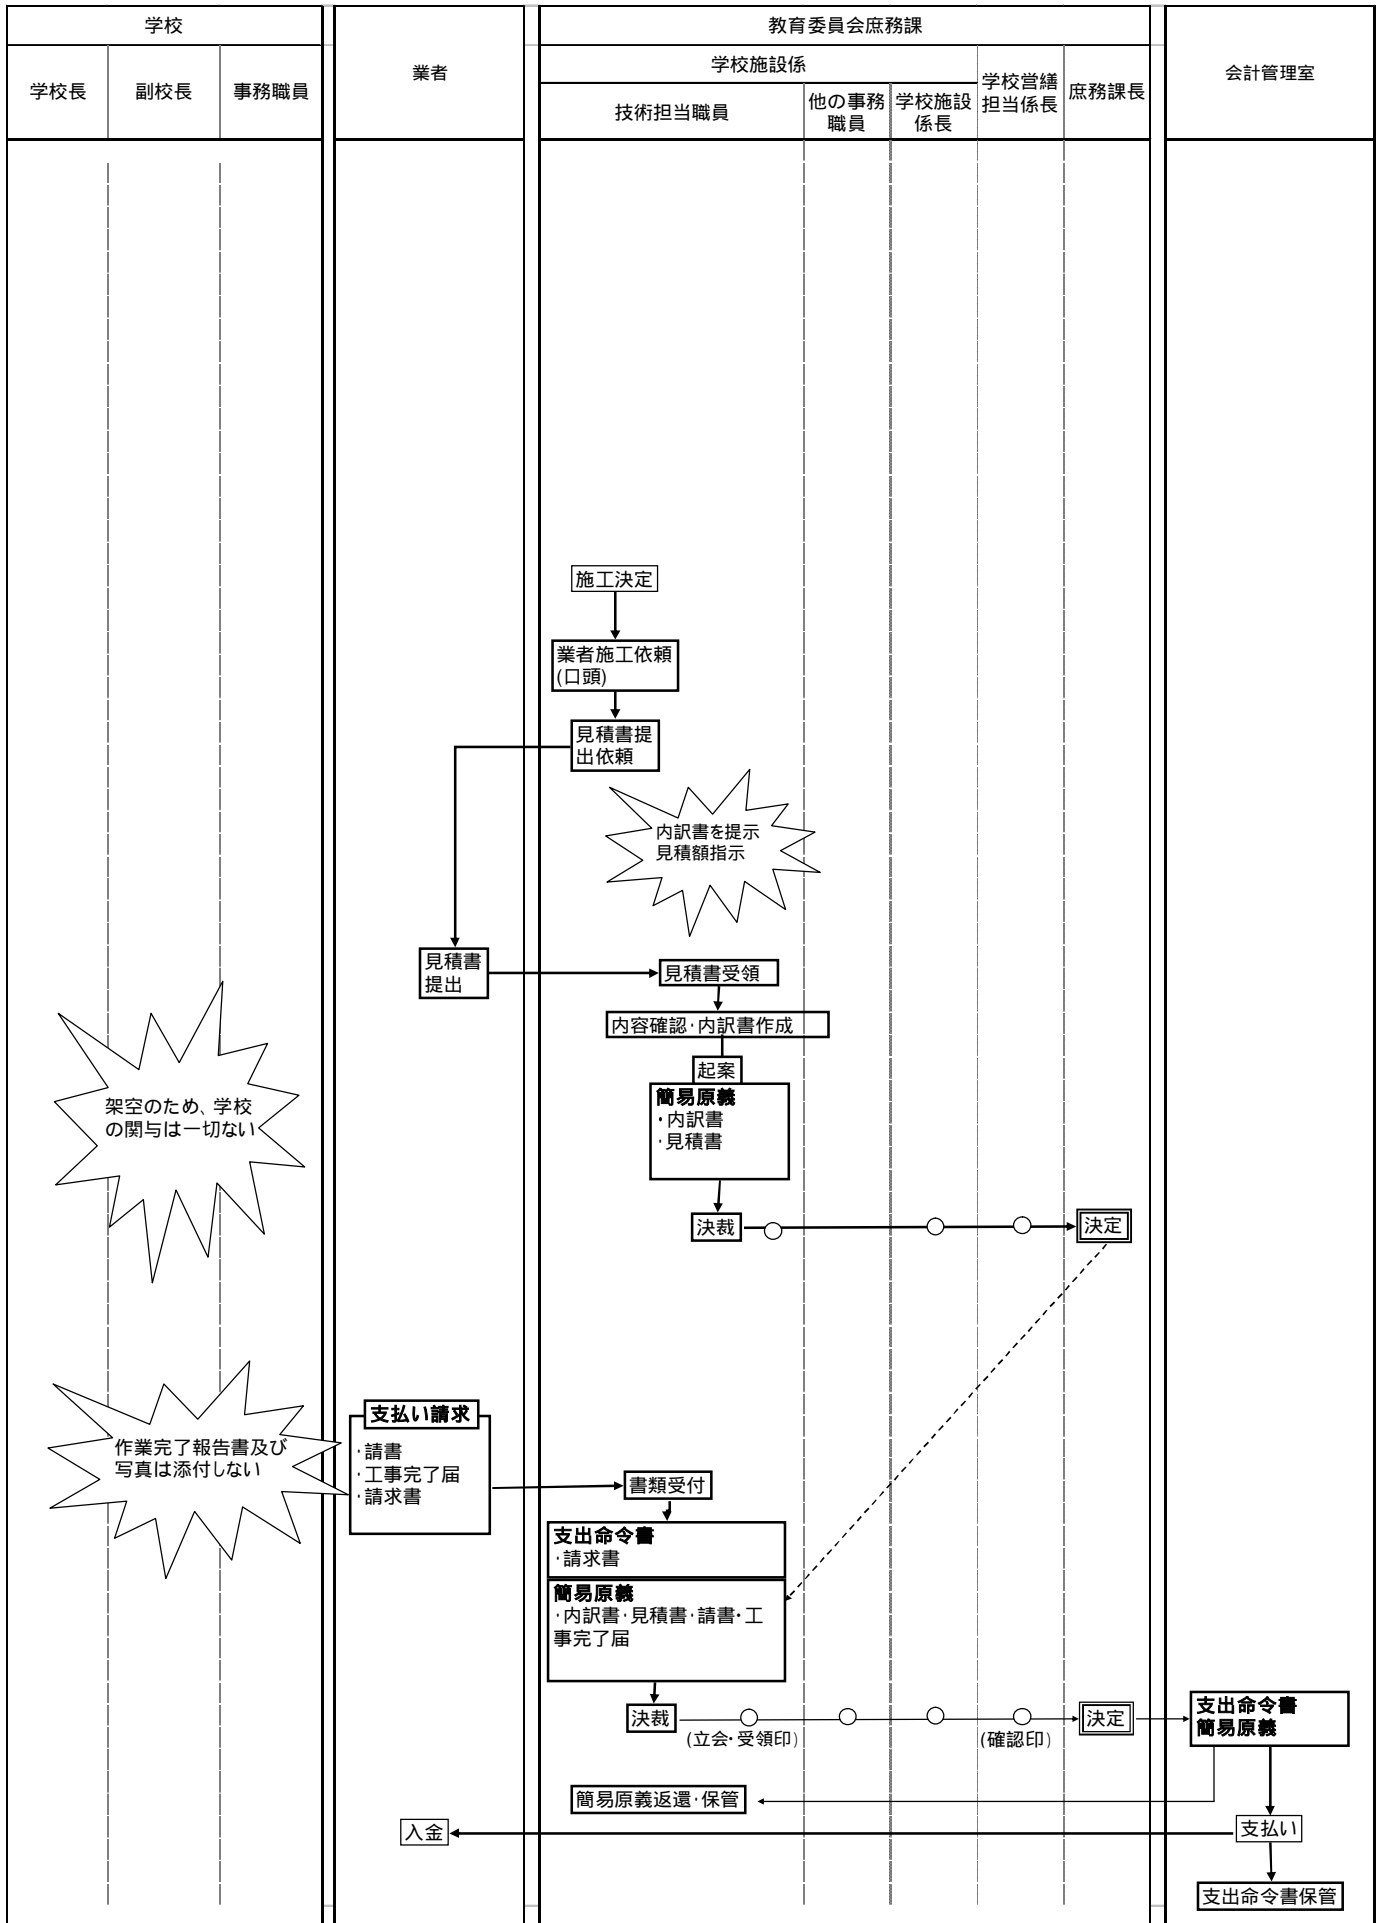 学校
業者
教育委員会庶務課
会計管理室
学校長
副校長
事務職員
学校施設係
学校営繕
担当係長
庶務課長
技術担当職員
他の事務
職員
学校施設
係長
施工決定
業者施工依頼
(口頭)
見積書提
出依頼
内訳書を提示
見積額指示
見積書
提出
見積書受領
内容確認・内訳書作成
起案
簡易原義
・内訳書
・見積書
架空のため、学校
の関与は一切ない
決裁
決定
支払い請求
・請書
・工事完了届
・請求書
作業完了報告書及び
写真は添付しない
書類受付
支出命令書
・請求書
簡易原義
・内訳書・見積書・請書・工
事完了届
決裁
(立会・受領印)
(確認印)
決定
支出命令書
簡易原義
簡易原義返還・保管
入金
支払い
支出命令書保管